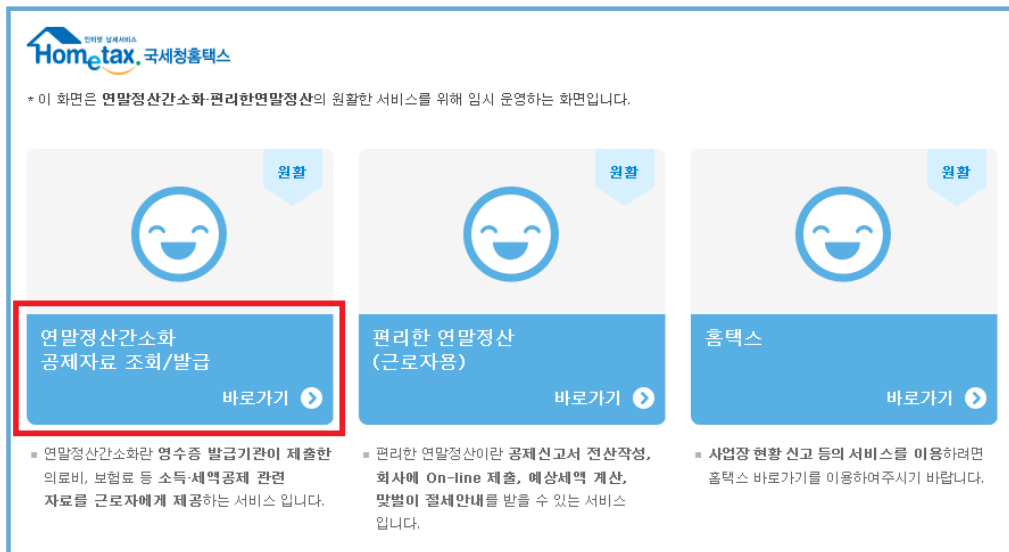 인터넷 납세서비스
Hometax. 국세청홈택스
* 이 화면은 연말정산간소화·편리한연말정산의 원활한 서비스를 위해 임시 운영하는 화면입니다.
원활
원활
원활
연말정산간소화
공제자료 조회/발급
바로가기
편리한 연말정산
(근로자용)
바로가기
홈택스
바로가기
연말정산간소화란 영수증 발급기관이 제출한
의료비, 보험료 등 소득·세액공제 관련
자료를 근로자에게 제공하는 서비스 입니다.
편리한 연말정산이란 공제신고서 전산작성,
회사에 On-line 제출, 예상세액 계산,
맞벌이 절세안내를 받을 수 있는 서비스
입니다.
사업장 현황 신고 등의 서비스를 이용하려면
홈택스 바로가기를 이용하여주시기 바랍니다.